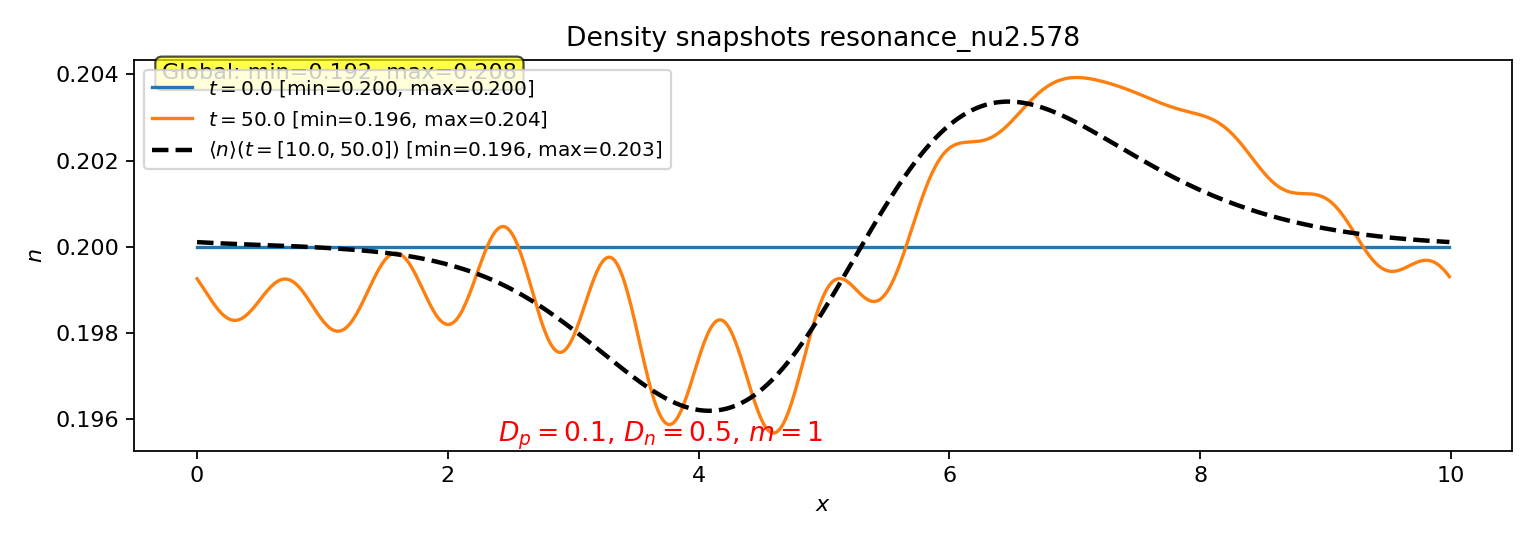 Density snapshots resonance_nu2.578
Global: min=0.192, max=0.208
t = 0.0 [min=0.200, max=0.200]
t = 50.0 [min=0.196, max=0.204]
⟨n⟩(t = [10.0, 50.0]) [min=0.196, max=0.203]
0.204
0.202
0.200
0.198
0.196
n
D_p = 0.1, D_n = 0.5, m = 1
0 2 4 6 8 10
x